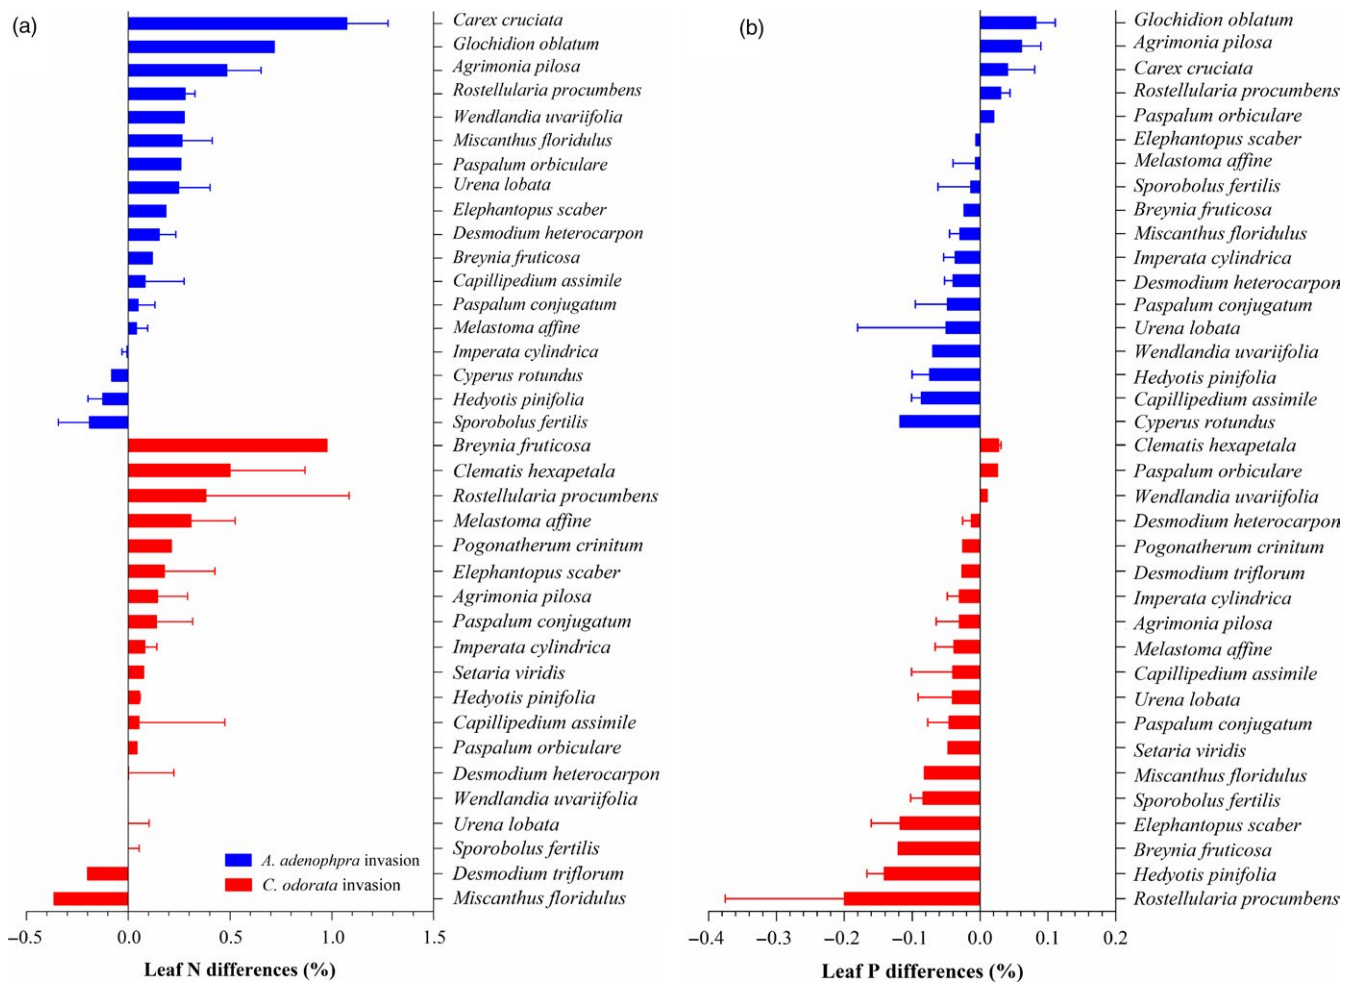 (a)
Carex cruciata
Glochidion oblatum
Agrimonia pilosa
Rostellularia procumbens
Wendlandia uvariifolia
Miscanthus floridulus
Paspalum orbiculare
Urena lobata
Elephantopus scaber
Desmodium heterocarpon
Breynia fruticosa
Capillipedium assimile
Paspalum conjugatum
Melastoma affine
Imperata cylindrica
Cyperus rotundus
Hedyotis pinifolia
Sporobolus fertilis
Breynia fruticosa
Clematis hexapetala
Rostellularia procumbens
Melastoma affine
Pogonatherum crinitum
Elephantopus scaber
Agrimonia pilosa
Paspalum conjugatum
Imperata cylindrica
Setaria viridis
Hedyotis pinifolia
Capillipedium assimile
Paspalum orbiculare
Desmodium heterocarpon
Wendlandia uvariifolia
Urena lobata
Sporobolus fertilis
Desmodium triflorum
Miscanthus floridulus
A. adenophpra invasion
C. odorata invasion
−0.5 0.0 0.5 1.0 1.5
Leaf N differences (%)
(b)
Glochidion oblatum
Agrimonia pilosa
Carex cruciata
Rostellularia procumbens
Paspalum orbiculare
Elephantopus scaber
Melastoma affine
Sporobolus fertilis
Breynia fruticosa
Miscanthus floridulus
Imperata cylindrica
Desmodium heterocarpon
Paspalum conjugatum
Urena lobata
Wendlandia uvariifolia
Hedyotis pinifolia
Capillipedium assimile
Cyperus rotundus
Clematis hexapetala
Paspalum orbiculare
Wendlandia uvariifolia
Desmodium heterocarpon
Pogonatherum crinitum
Desmodium triflorum
Imperata cylindrica
Agrimonia pilosa
Melastoma affine
Capillipedium assimile
Urena lobata
Paspalum conjugatum
Setaria viridis
Miscanthus floridulus
Sporobolus fertilis
Elephantopus scaber
Breynia fruticosa
Hedyotis pinifolia
Rostellularia procumbens
−0.4 −0.3 −0.2 −0.1 0.0 0.1 0.2
Leaf P differences (%)